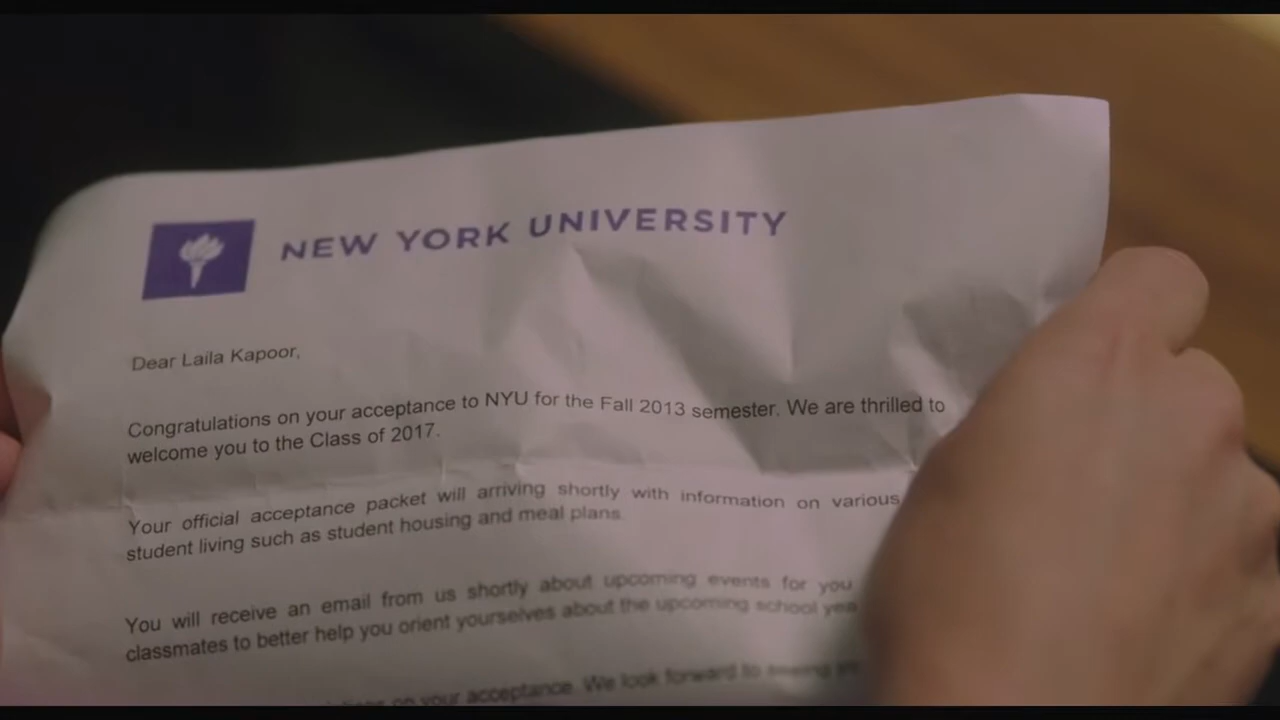 NEW YORK UNIVERSITY
Dear Laila Kapoor,
Congratulations on your acceptance to NYU for the Fall 2013 semester. We are thrilled to
welcome you to the Class of 2017.
Your official acceptance packet will arriving shortly with information on various
student living such as student housing and meal plans.
You will receive an email from us shortly about upcoming events for you
classmates to better help you orient yourselves about the upcoming school yea
on your acceptance. We look forward to